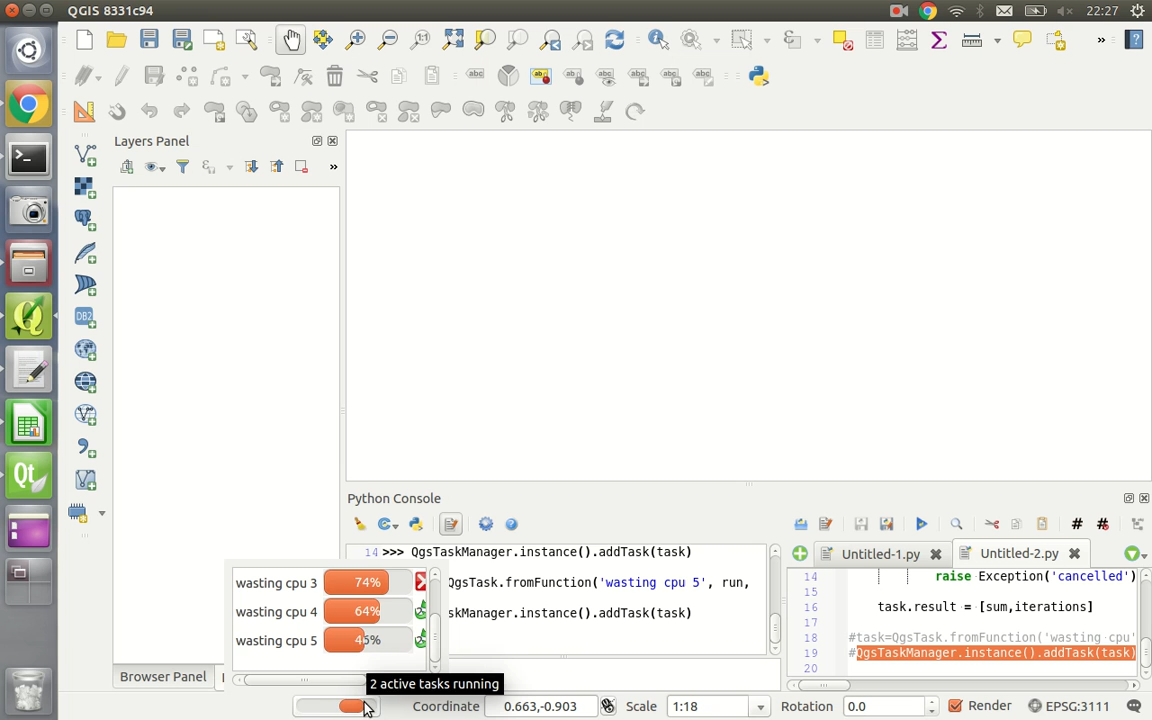 QGIS 8331c94
22:27
Layers Panel
Python Console
14 >>> QgsTaskManager.instance().addTask(task)
QgsTask.fromFunction('wasting cpu 5', run,
skManager.instance().addTask(task)
wasting cpu 3 74%
wasting cpu 4 64%
wasting cpu 5 46%
2 active tasks running
Untitled-1.py
Untitled-2.py
14 raise Exception('cancelled')
15
16 task.result = [sum,iterations]
17
18 #task=QgsTask.fromFunction('wasting cpu'
19 #QgsTaskManager.instance().addTask(task)
20
Browser Panel
Coordinate 0.663,-0.903
Scale 1:18
Rotation 0.0
Render
EPSG:3111